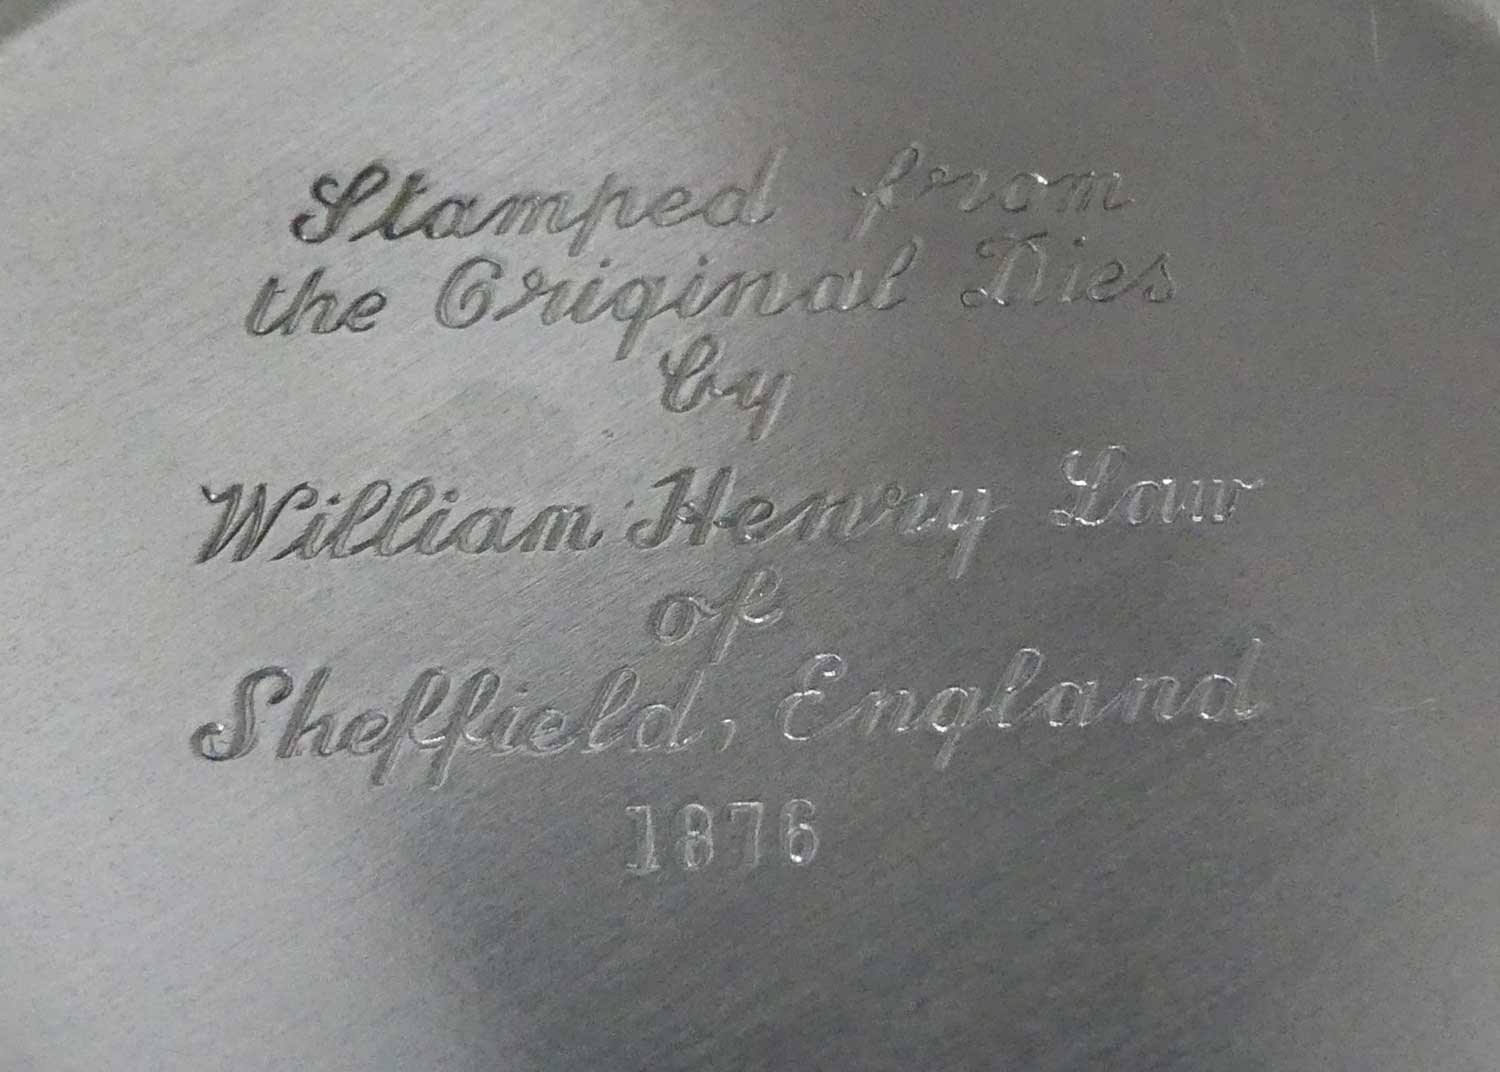 Stamped from
the Original Dies
by
William Henry Law
of
Sheffield, England
1876